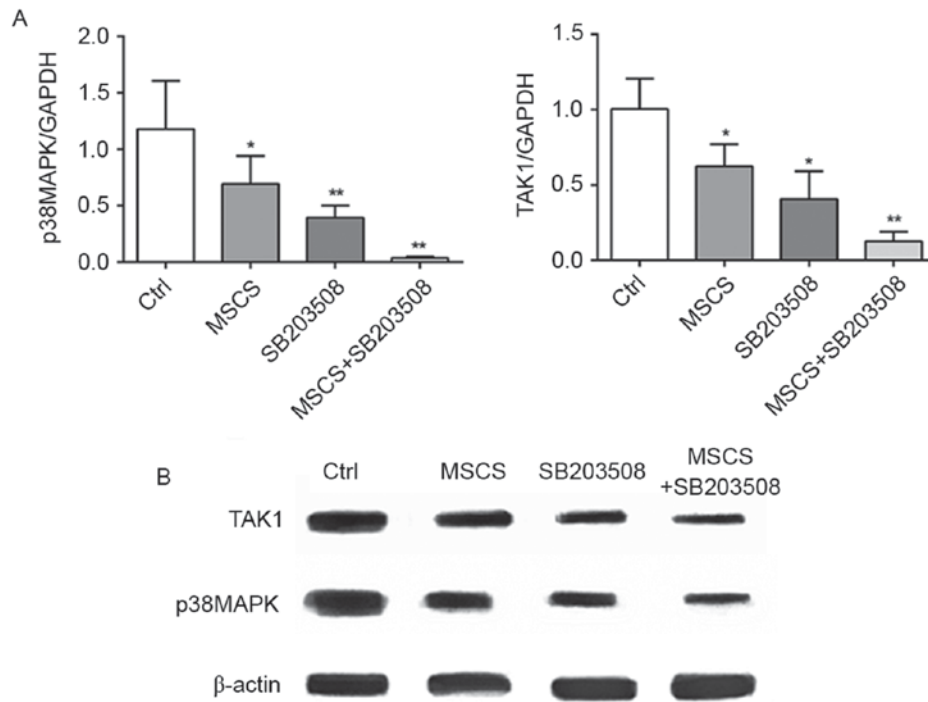 A
p38MAPK/GAPDH
2.0
1.5
1.0
0.5
0.0
*
**
**
Ctrl
MSCS
SB203508
MSCS+SB203508
TAK1/GAPDH
1.5
1.0
0.5
0.0
*
*
**
Ctrl
MSCS
SB203508
MSCS+SB203508
B
Ctrl
MSCS
SB203508
MSCS
+SB203508
TAK1
p38MAPK
β-actin